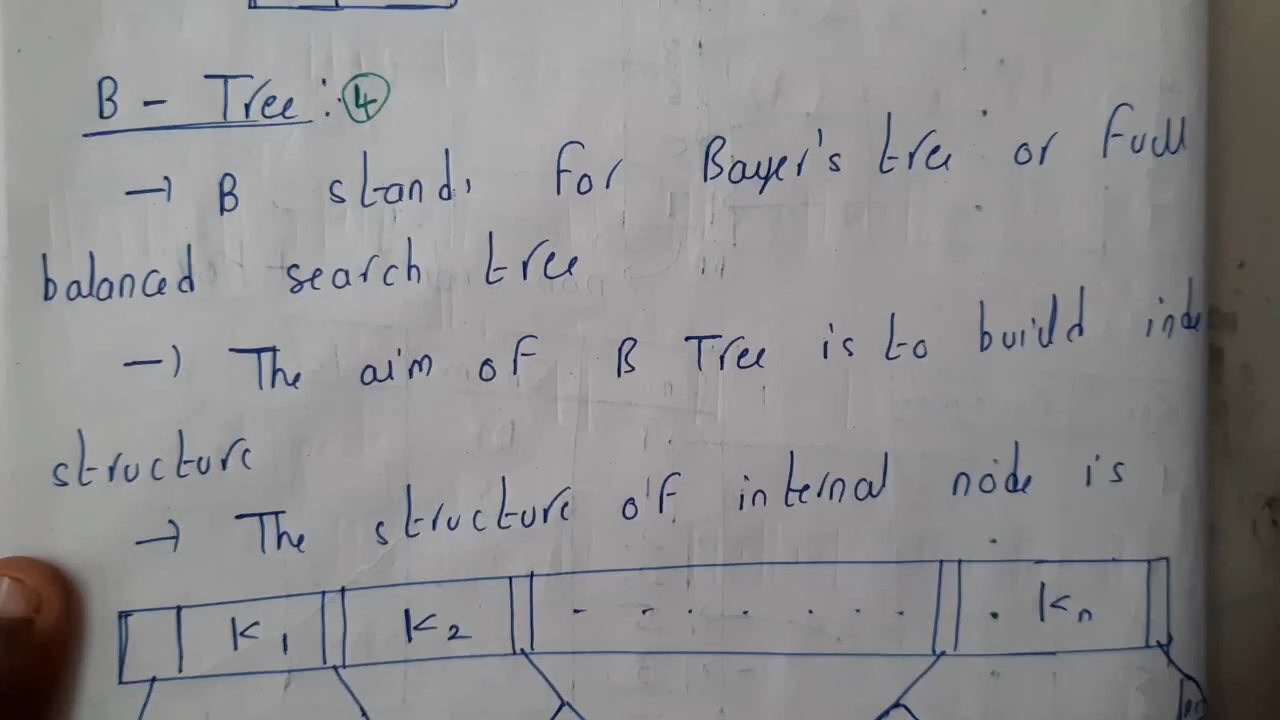 B - Tree : 4
→ B stands for Bayer's tree or Full
balanced search tree
→ The aim of B Tree is to build inde
structure
→ The structure of internal node is
K1 K2 - - . . . . . . Kn